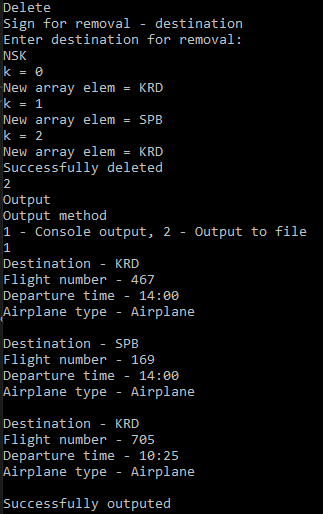 Delete
Sign for removal - destination
Enter destination for removal:
NSK
k = 0
New array elem = KRD
k = 1
New array elem = SPB
k = 2
New array elem = KRD
Successfully deleted
2
Output
Output method
1 - Console output, 2 - Output to file
1
Destination - KRD
Flight number - 467
Departure time - 14:00
Airplane type - Airplane
Destination - SPB
Flight number - 169
Departure time - 14:00
Airplane type - Airplane
Destination - KRD
Flight number - 705
Departure time - 10:25
Airplane type - Airplane
Successfully outputed